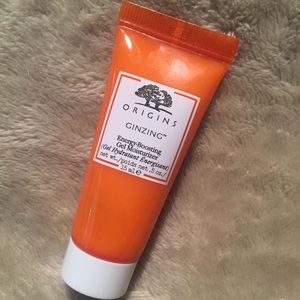 ORIGINS
GINZING™
Energy-Boosting
Gel Moisturizer
(Gel Hydratant Énergisant)
net wt./poids net .5 oz./
15 ml e